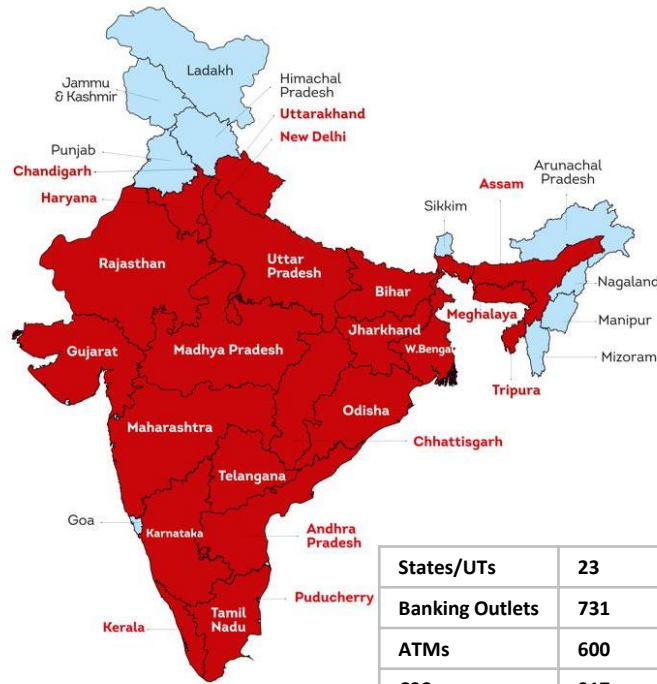 Ladakh
Jammu
& Kashmir
Himachal
Pradesh
Uttarakhand
New Delhi
Punjab
Chandigarh
Haryana
Assam
Arunachal
Pradesh
Sikkim
Rajasthan
Uttar
Pradesh
Bihar
Nagaland
Meghalaya
Manipur
Jharkhand
Gujarat
Madhya Pradesh
W.Bengal
Mizoram
Tripura
Odisha
Maharashtra
Chhattisgarh
Telangana
Goa
Karnataka
Andhra
Pradesh
Puducherry
Kerala
Tamil
Nadu
States/UTs 23
Banking Outlets 731
ATMs 600